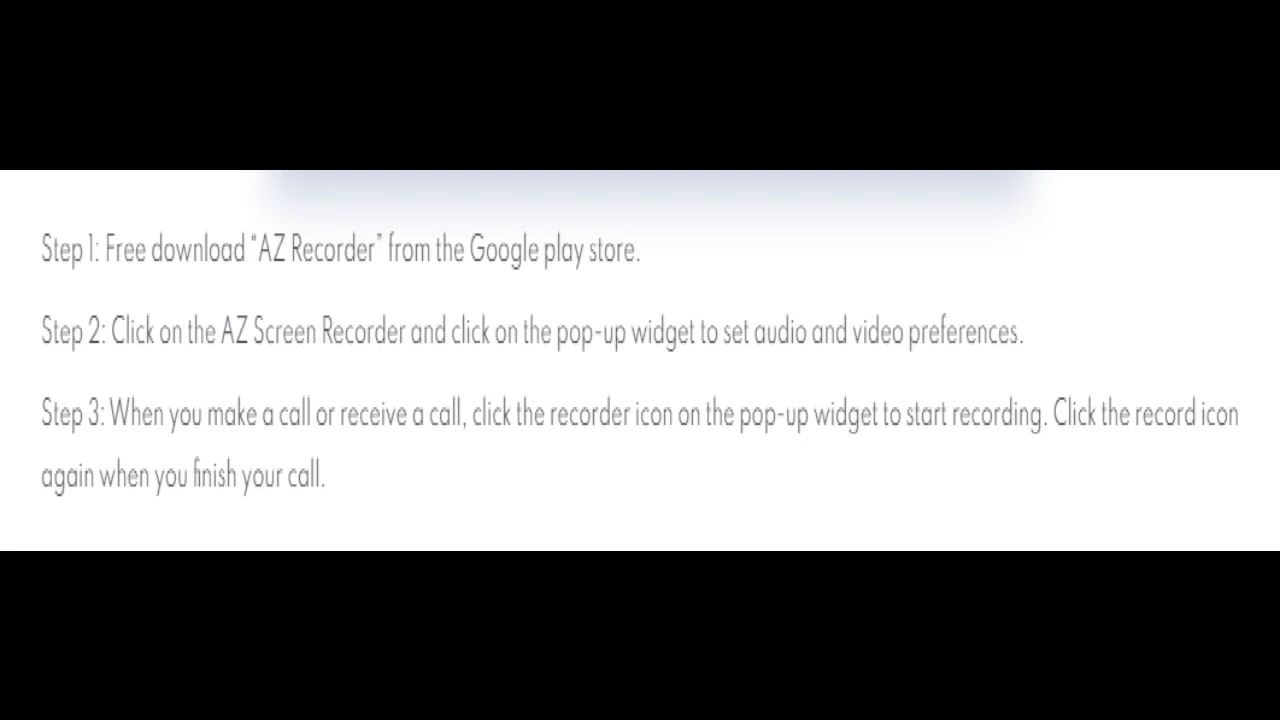 Step 1: Free download “AZ Recorder” from the Google play store.
Step 2: Click on the AZ Screen Recorder and click on the pop-up widget to set audio and video preferences.
Step 3: When you make a call or receive a call, click the recorder icon on the pop-up widget to start recording. Click the record icon
again when you finish your call.